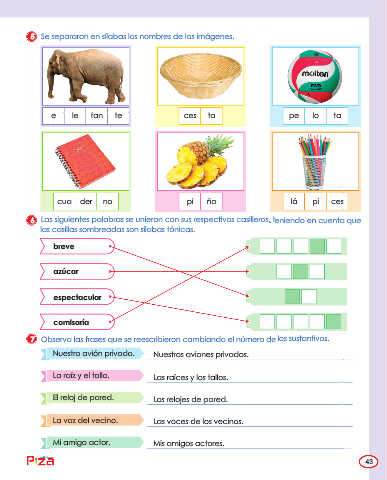 5 Se separaron en sílabas los nombres de las imágenes.
molten
e le fan te
ces ta
pe lo ta
cua der no
pi ña
lá pi ces
6 Las siguientes palabras se unieron con sus respectivos casilleros, teniendo en cuenta que
las casillas sombreadas son sílabas tónicas.
breve
azúcar
espectacular
comisaría
7 Observa las frases que se reescribieron cambiando el número de los sustantivos.
Nuestro avión privado. Nuestros aviones privados.
La raíz y el tallo. Las raíces y los tallos.
El reloj de pared. Los relojes de pared.
La voz del vecino. Las voces de los vecinos.
Mi amigo actor. Mis amigos actores.
PIZA
43